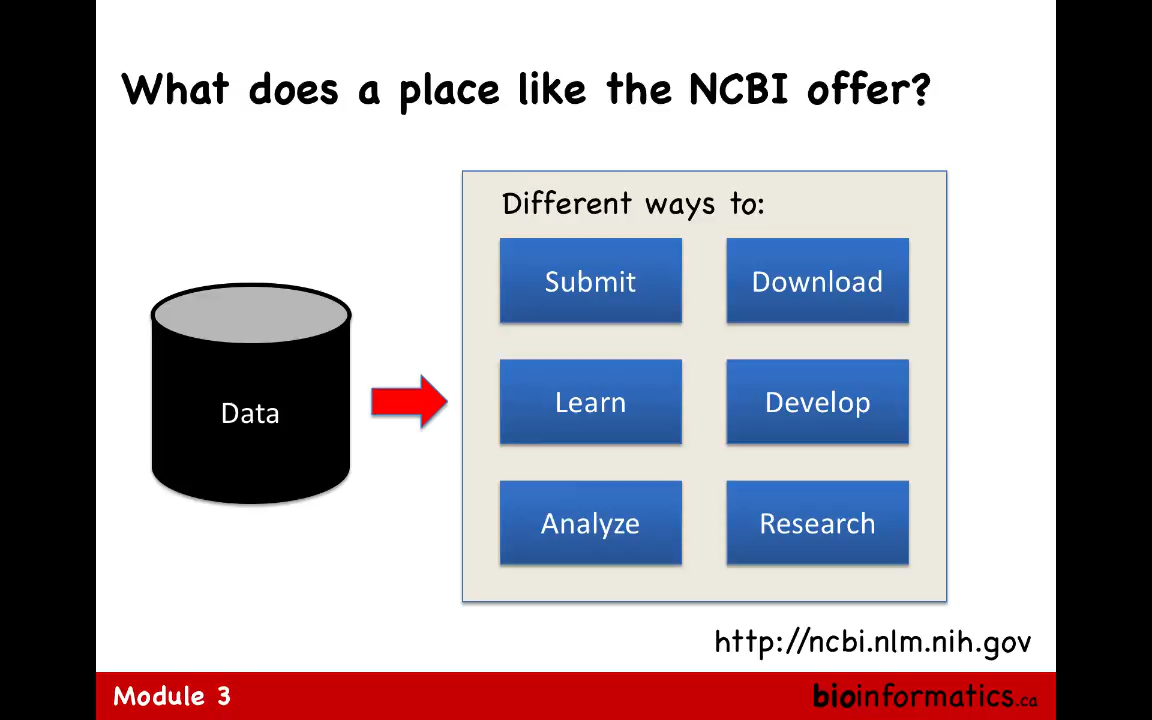 What does a place like the NCBI offer?
Different ways to:
Submit
Download
Data
Learn
Develop
Analyze
Research
http://ncbi.nlm.nih.gov
Module 3
bioinformatics.ca